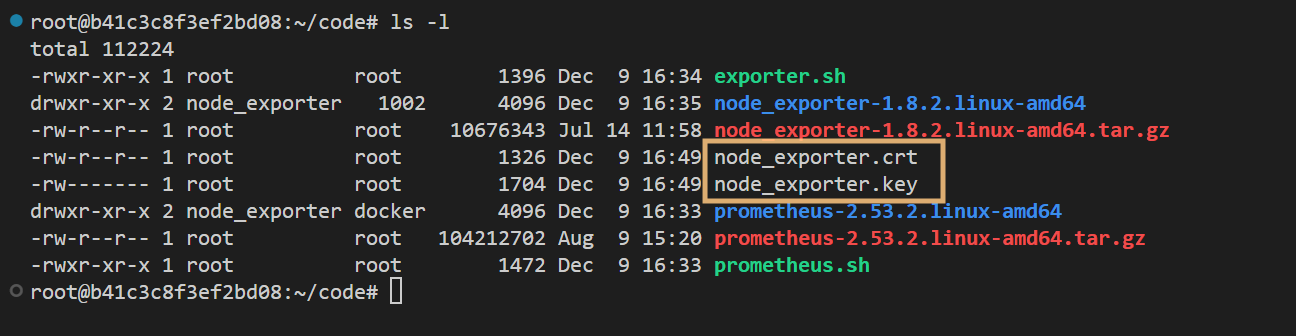 root@b41c3c8f3ef2bd08:~/code# ls -l
total 112224
-rwxr-xr-x 1 root          root        1396 Dec  9 16:34 exporter.sh
drwxr-xr-x 2 node_exporter   1002      4096 Dec  9 16:35 node_exporter-1.8.2.linux-amd64
-rw-r--r-- 1 root          root    10676343 Jul 14 11:58 node_exporter-1.8.2.linux-amd64.tar.gz
-rw-r--r-- 1 root          root        1326 Dec  9 16:49 node_exporter.crt
-rw------- 1 root          root        1704 Dec  9 16:49 node_exporter.key
drwxr-xr-x 2 node_exporter docker      4096 Dec  9 16:33 prometheus-2.53.2.linux-amd64
-rw-r--r-- 1 root          root   104212702 Aug  9 15:20 prometheus-2.53.2.linux-amd64.tar.gz
-rwxr-xr-x 1 root          root        1472 Dec  9 16:33 prometheus.sh
root@b41c3c8f3ef2bd08:~/code#